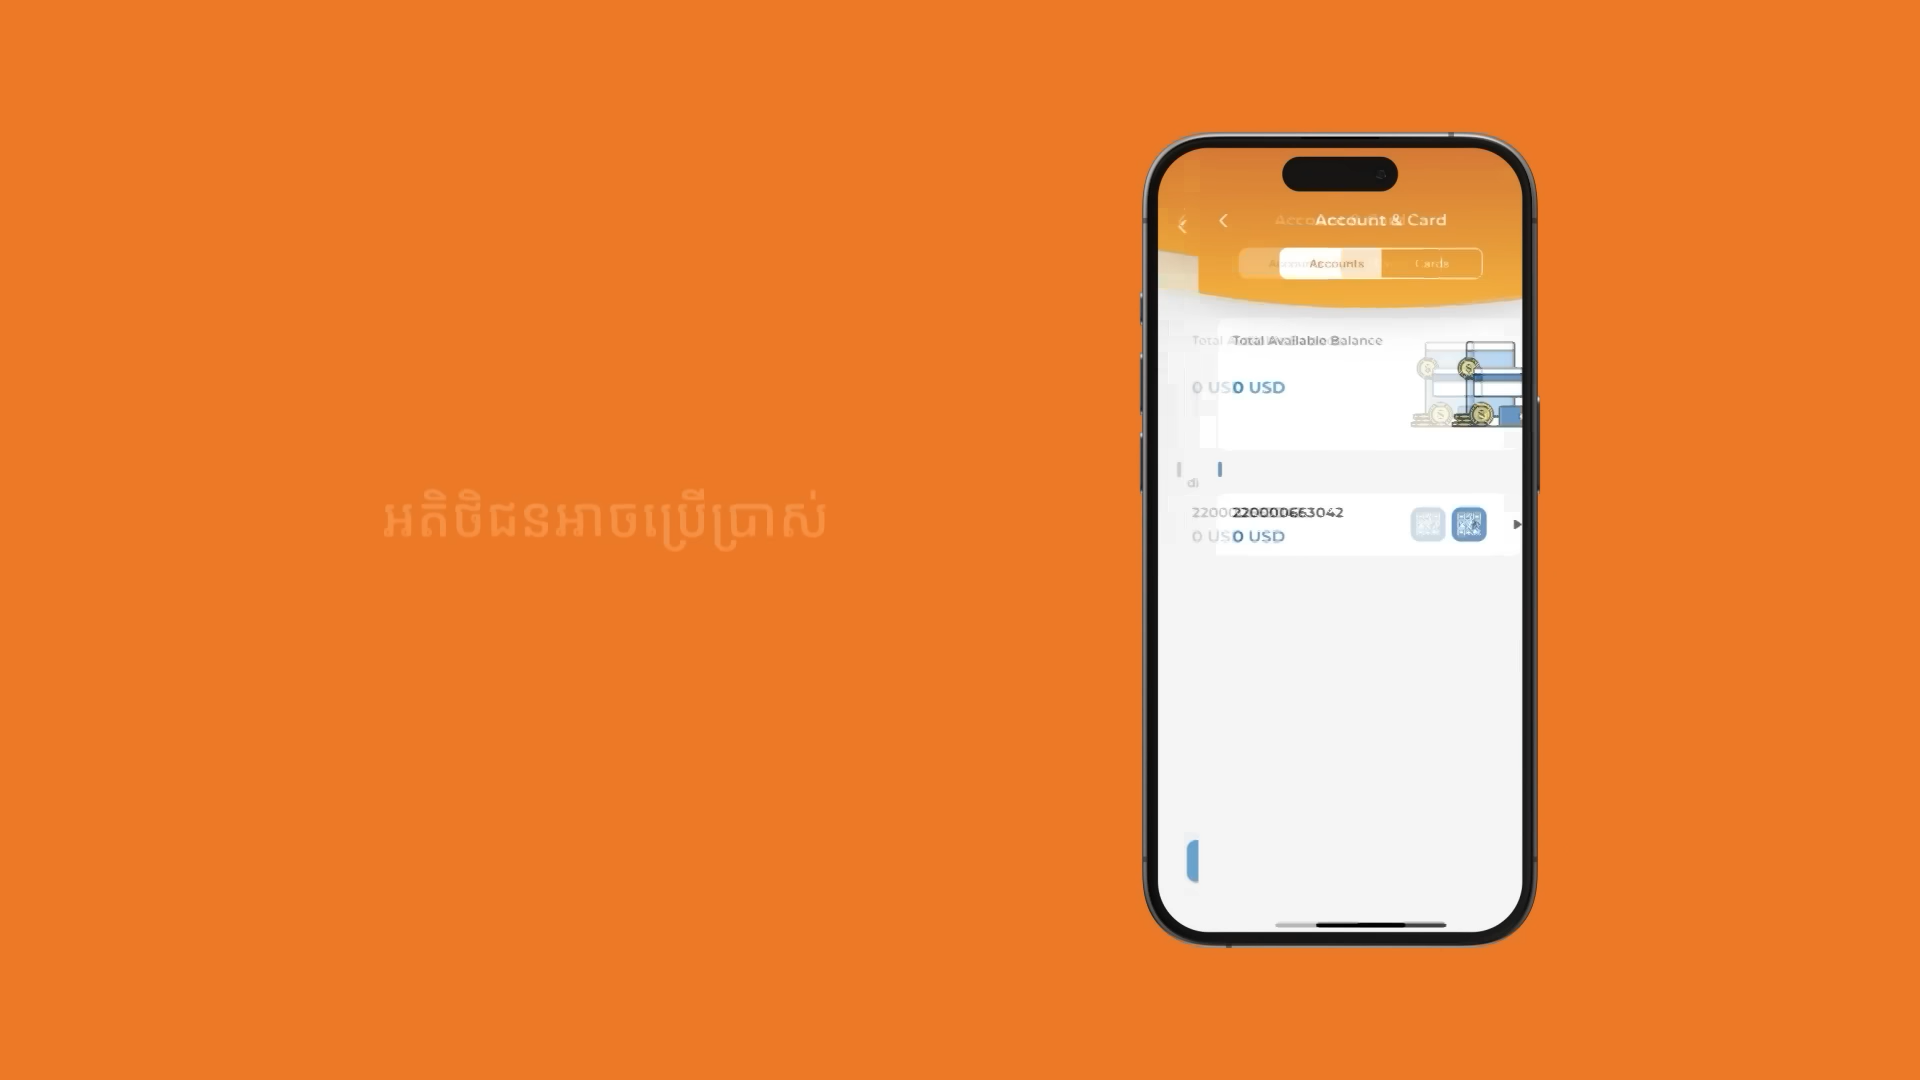 អតិថិជនអាចប្រើប្រាស់
Account & Card
Accounts
Cards
Total Available Balance
0 USD
220000663042
0 USD